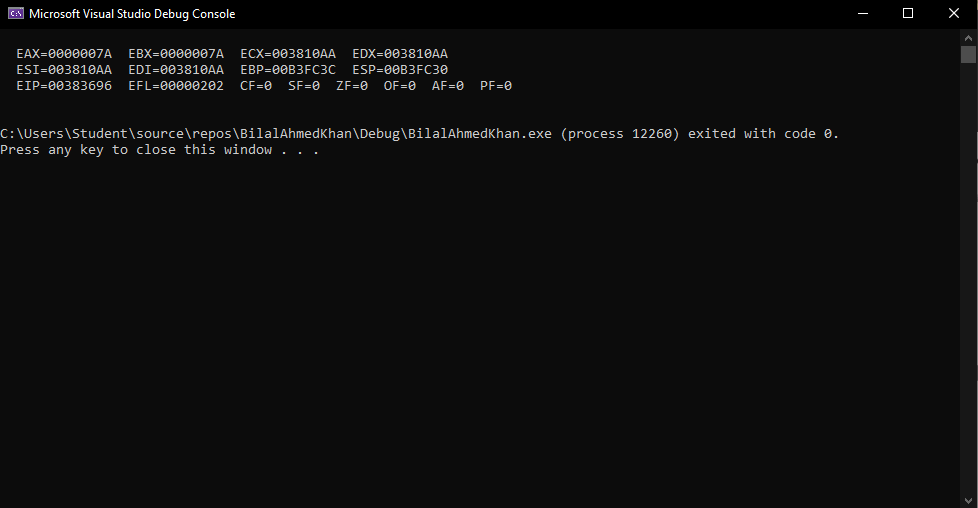 Microsoft Visual Studio Debug Console
EAX=0000007A  EBX=0000007A  ECX=003810AA  EDX=003810AA
ESI=003810AA  EDI=003810AA  EBP=00B3FC3C  ESP=00B3FC30
EIP=00383696  EFL=00000202  CF=0  SF=0  ZF=0  OF=0  AF=0  PF=0
C:\Users\Student\source\repos\BilalAhmedKhan\Debug\BilalAhmedKhan.exe (process 12260) exited with code 0.
Press any key to close this window . . .